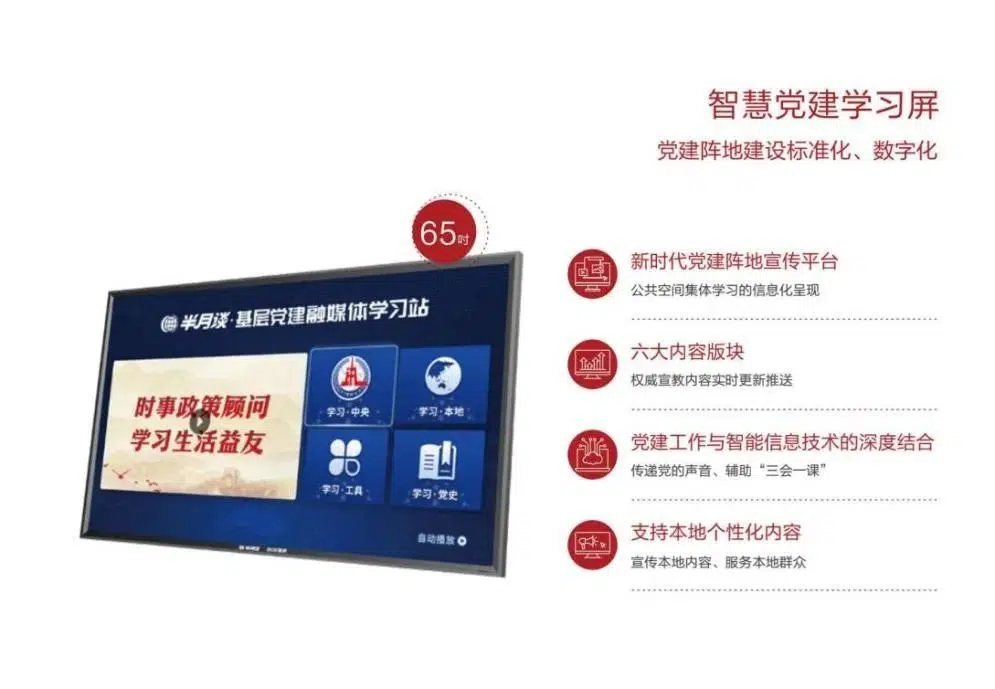 智慧党建学习屏
党建阵地建设标准化、数字化
65吋
半月谈·基层党建融媒体学习站
时事政策顾问
学习生活益友
学习·中央
学习·本地
学习·工具
学习·党史
自动播放
半月谈
新时代党建阵地宣传平台
公共空间集体学习的信息化呈现
六大内容版块
权威宣教内容实时更新推送
党建工作与智能信息技术的深度结合
传递党的声音、辅助“三会一课”
支持本地个性化内容
宣传本地内容、服务本地群众